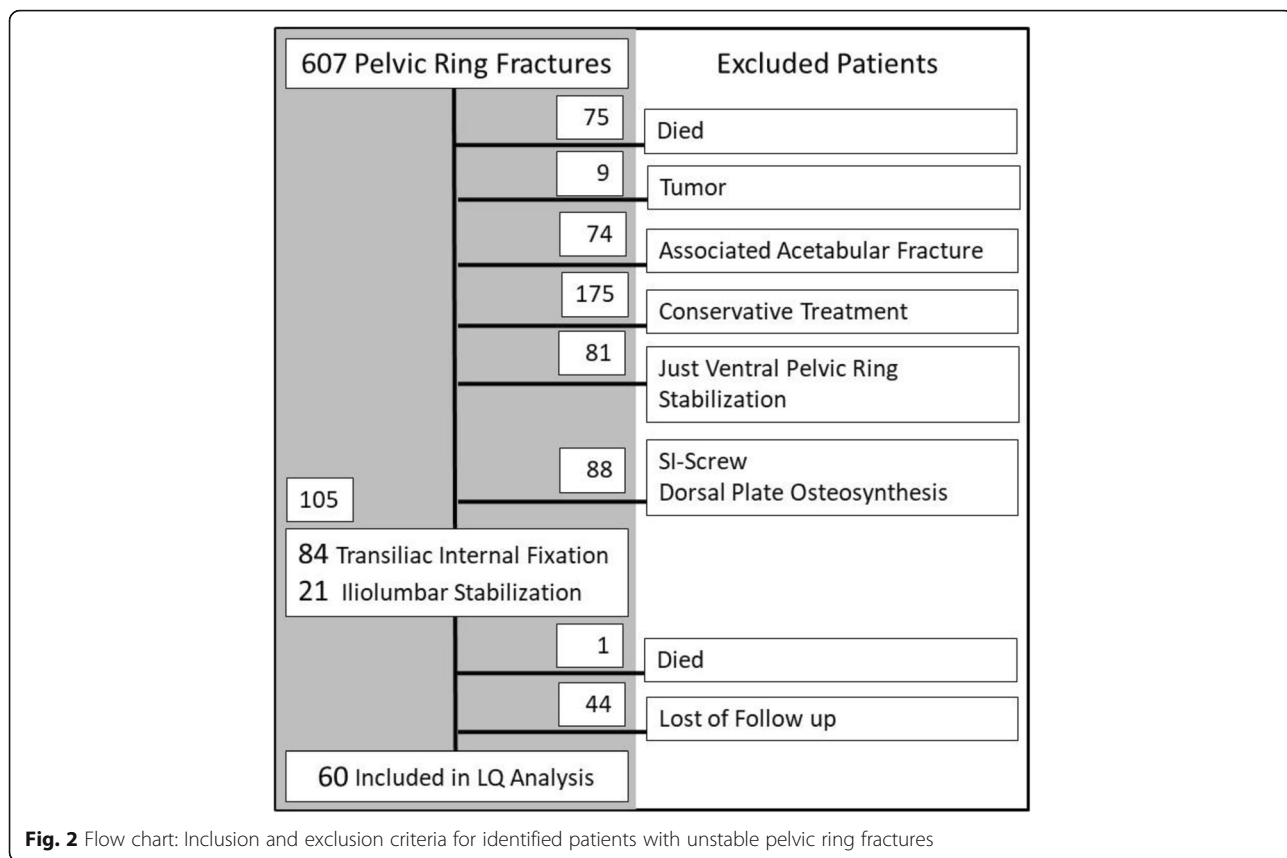 607 Pelvic Ring Fractures
Excluded Patients
75
Died
9
Tumor
74
Associated Acetabular Fracture
175
Conservative Treatment
81
Just Ventral Pelvic Ring
Stabilization
88
SI-Screw
Dorsal Plate Osteosynthesis
105
84 Transiliac Internal Fixation
21 Iliolumbar Stabilization
1
Died
44
Lost of Follow up
60 Included in LQ Analysis
Fig. 2 Flow chart: Inclusion and exclusion criteria for identified patients with unstable pelvic ring fractures